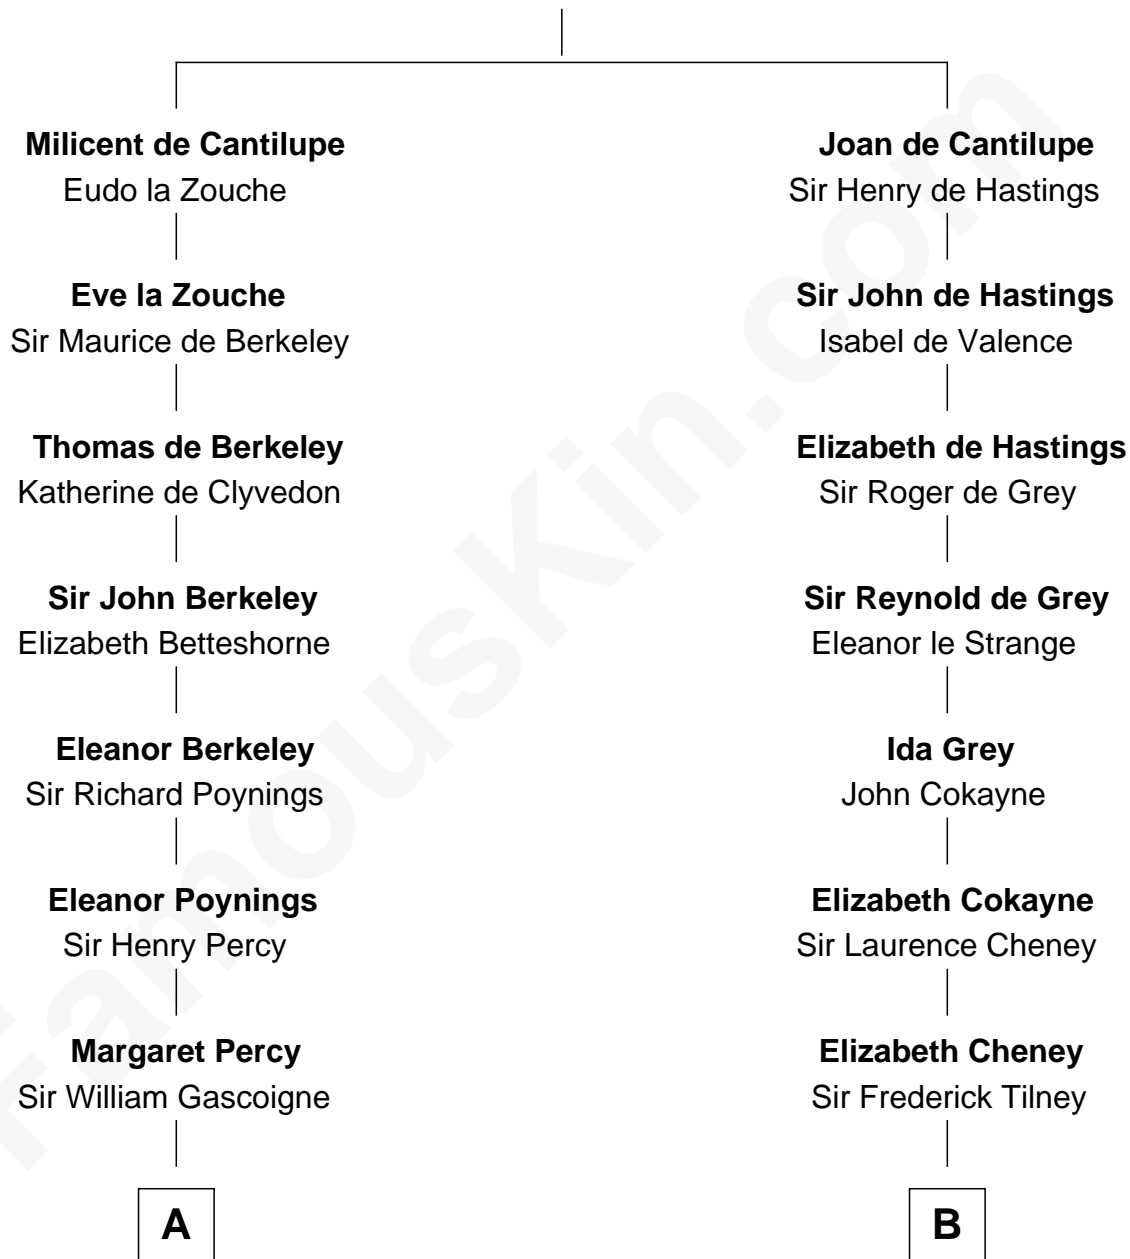 Milicent de Cantilupe
Eudo la Zouche
Eve la Zouche
Sir Maurice de Berkeley
Thomas de Berkeley
Katherine de Clyvedon
Sir John Berkeley
Elizabeth Betteshorne
Eleanor Berkeley
Sir Richard Poynings
Eleanor Poynings
Sir Henry Percy
Margaret Percy
Sir William Gascoigne
A
Joan de Cantilupe
Sir Henry de Hastings
Sir John de Hastings
Isabel de Valence
Elizabeth de Hastings
Sir Roger de Grey
Sir Reynold de Grey
Eleanor le Strange
Ida Grey
John Cokayne
Elizabeth Cokayne
Sir Laurence Cheney
Elizabeth Cheney
Sir Frederick Tilney
B
FamousKin.com